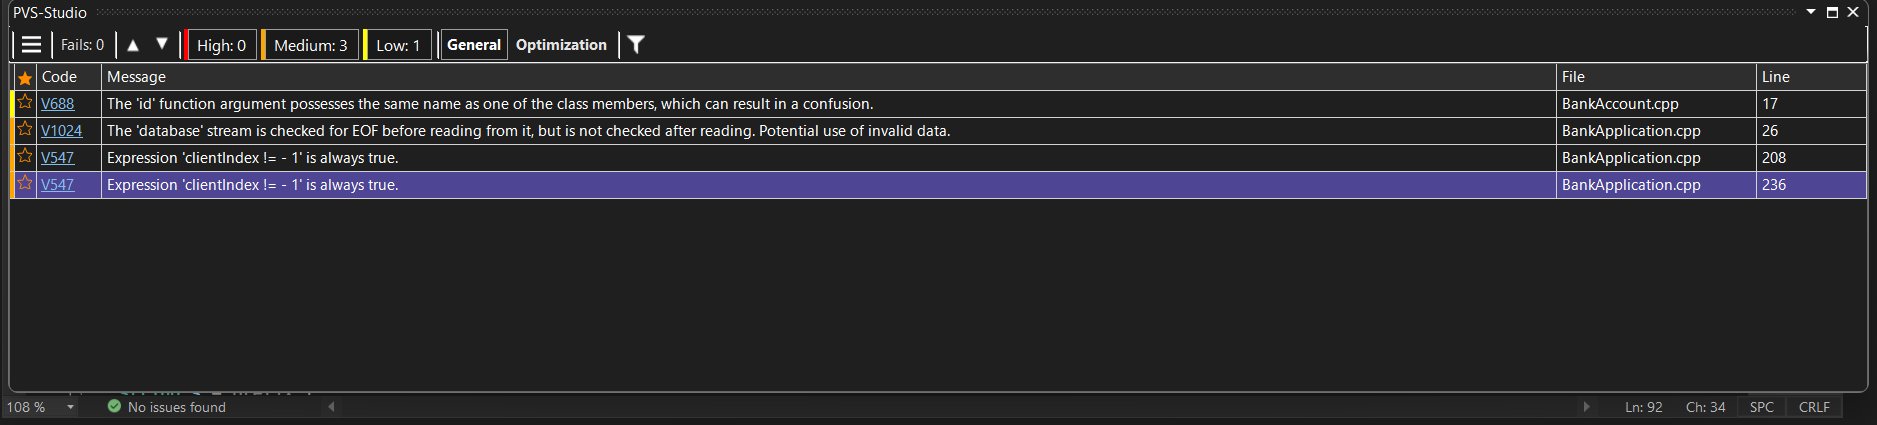 PVS-Studio
Fails: 0 High: 0 Medium: 3 Low: 1 General Optimization
Code Message File Line
V688 The 'id' function argument possesses the same name as one of the class members, which can result in a confusion. BankAccount.cpp 17
V1024 The 'database' stream is checked for EOF before reading from it, but is not checked after reading. Potential use of invalid data. BankApplication.cpp 26
V547 Expression 'clientIndex != - 1' is always true. BankApplication.cpp 208
V547 Expression 'clientIndex != - 1' is always true. BankApplication.cpp 236
108 % No issues found Ln: 92 Ch: 34 SPC CRLF